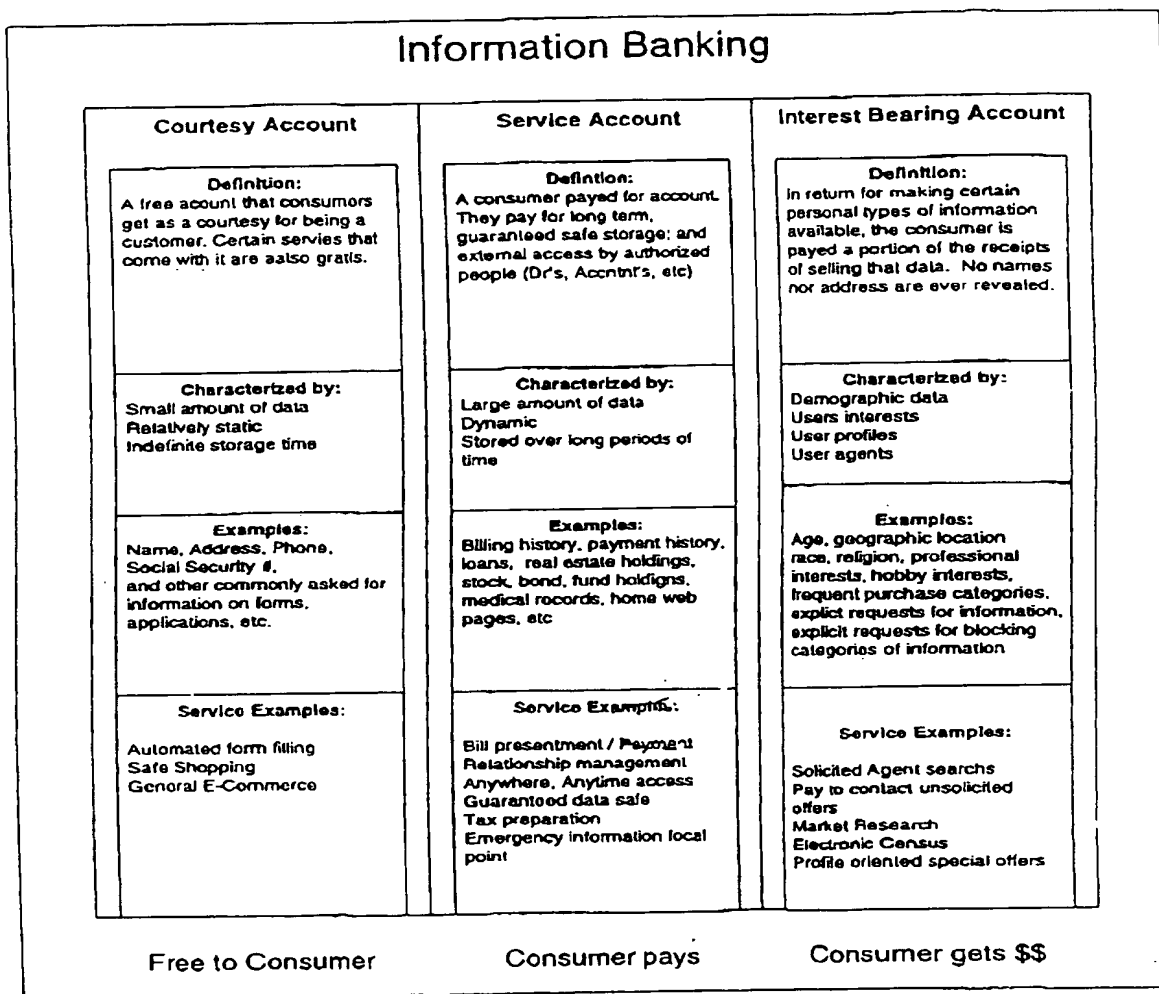 Information Banking
Courtesy Account
Definition:
A free acount that consumors
get as a courtesy for being a
customer. Certain servies that
come with it are aatso gratis.
Characterized by:
Small amount of data
Relatively static
Indefinite storage time
Examples:
Name, Address, Phone,
Social Security #,
and other commonly asked for
information on forms,
applications, etc.
Service Examples:
Automated form filling
Safe Shopping
General E-Commerce
Free to Consumer
Service Account
Defintion:
A consumer payed for account.
They pay for long term,
guaranteed safe storage; and
external access by authorized
people (Dr's, Accntnt's, etc)
Characterized by:
Large amount of data
Dynamic
Stored over long periods of
time
Examples:
Billing history, payment history,
loans, real estate holdings,
stock, bond, fund holdigns,
medical records, home web
pages, etc
Service Examples:
Bill presentment / Payment
Relationship management
Anywhere, Anytime access
Guaranteed data safe
Tax preparation
Emergency information focal
point
Consumer pays
Interest Bearing Account
Definition:
In return for making certain
personal types of information
available, the consumer is
payed a portion of the receipts
of selling that data. No names
nor address are ever revealed.
Characterized by:
Demographic data
Users interests
User profiles
User agents
Examples:
Age, geographic location
race, religion, professional
interests, hobby interests,
frequent purchase categories,
explict requests for information,
explicit requests for blocking
categories of information
Service Examples:
Solicited Agent searchs
Pay to contact unsolicited
offers
Market Research
Electronic Census
Profile oriented special offers
Consumer gets $$